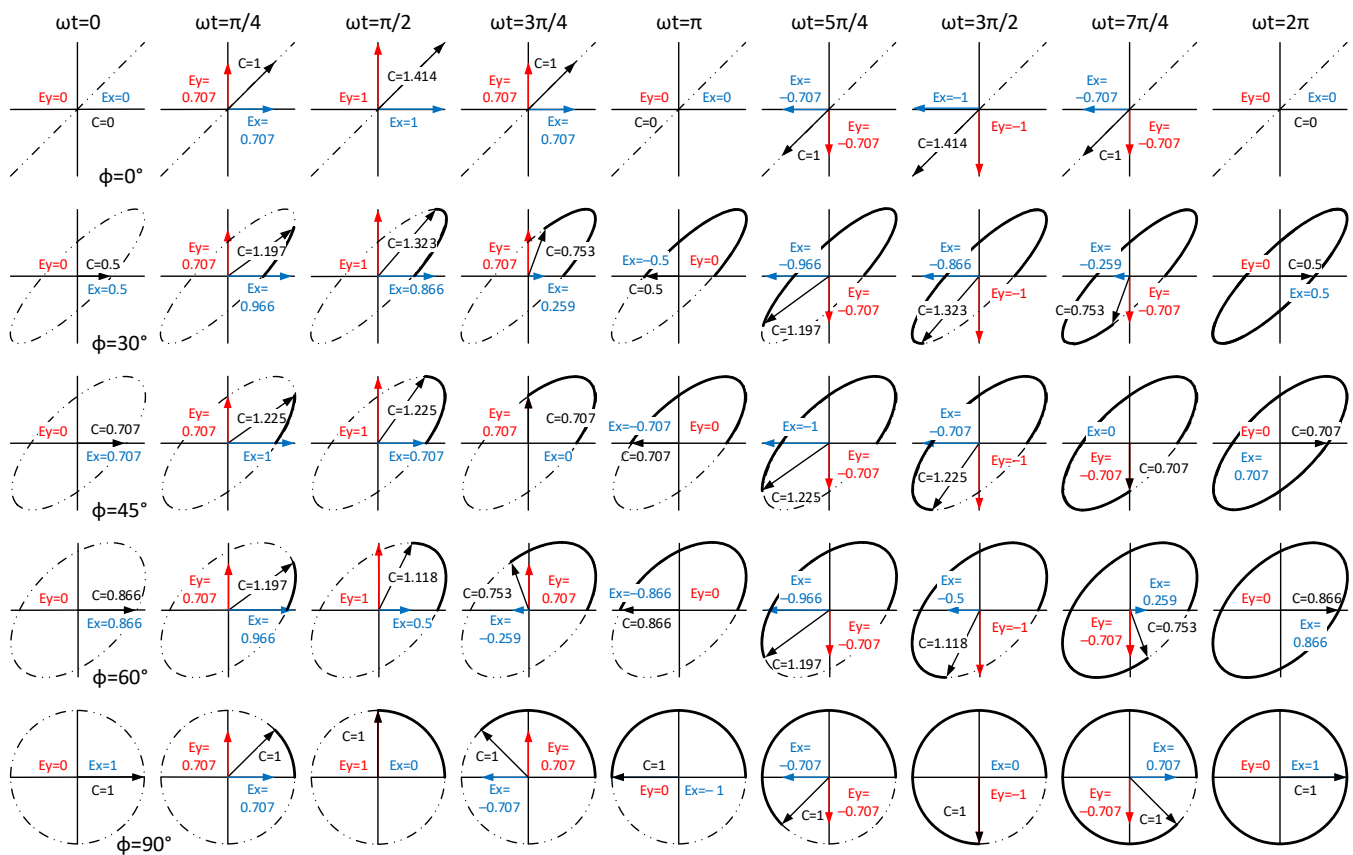 ωt=0 ωt=π/4 ωt=π/2 ωt=3π/4 ωt=π ωt=5π/4 ωt=3π/2 ωt=7π/4 ωt=2π
Ey=0
Ex=0
C=0
Ey=
0.707
C=1
Ex=
0.707
C=1.414
Ey=1
Ex=1
Ey=
0.707
C=1
Ex=
0.707
Ey=0
Ex=0
C=0
Ex=
−0.707
Ey=
−0.707
C=1
Ex=−1
Ey=−1
C=1.414
Ex=
−0.707
Ey=
−0.707
C=1
Ey=0
Ex=0
C=0
ϕ=0°
Ey=0
C=0.5
Ex=0.5
Ey=
0.707
C=1.197
Ex=
0.966
C=1.323
Ey=1
Ex=0.866
Ey=
0.707
C=0.753
Ex=
0.259
Ex=−0.5
Ey=0
C=0.5
Ex=
−0.966
Ey=
−0.707
C=1.197
Ex=
−0.866
Ey=−1
C=1.323
Ex=
−0.259
Ey=
−0.707
C=0.753
Ey=0
C=0.5
Ex=0.5
ϕ=30°
Ey=0
C=0.707
Ex=0.707
Ey=
0.707
C=1.225
Ex=1
C=1.225
Ey=1
Ex=0.707
Ey=
0.707
C=0.707
Ex=0
Ex=−0.707
Ey=0
C=0.707
Ex=−1
Ey=
−0.707
C=1.225
Ex=
−0.707
Ey=−1
C=1.225
Ex=0
Ey=
−0.707
C=0.707
Ey=0
C=0.707
Ex=
0.707
ϕ=45°
Ey=0
C=0.866
Ex=0.866
Ey=
0.707
C=1.197
Ex=
0.966
C=1.118
Ey=1
Ex=0.5
C=0.753
Ey=
0.707
Ex=
−0.259
Ex=−0.866
Ey=0
C=0.866
Ex=
−0.966
Ey=
−0.707
C=1.197
Ex=
−0.5
Ey=−1
C=1.118
Ex=
0.259
Ey=
−0.707
C=0.753
Ey=0
C=0.866
Ex=
0.866
ϕ=60°
Ey=0
Ex=1
C=1
Ey=
0.707
C=1
Ex=
0.707
C=1
Ey=1
Ex=0
C=1
Ey=
0.707
Ex=
−0.707
C=1
Ey=0
Ex=− 1
Ex=
−0.707
Ey=
−0.707
C=1
Ex=0
Ey=−1
C=1
Ex=
0.707
Ey=
−0.707
C=1
Ey=0
Ex=1
C=1
ϕ=90°